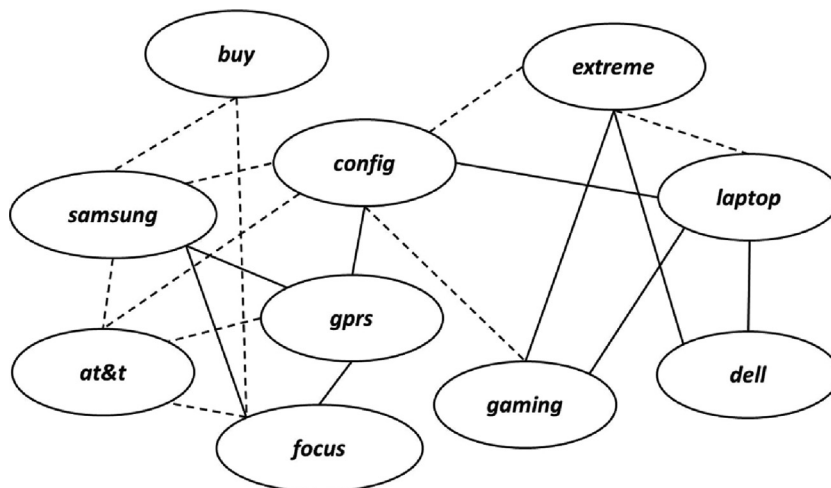 buy
extreme
config
laptop
samsung
gprs
at&t
dell
gaming
focus